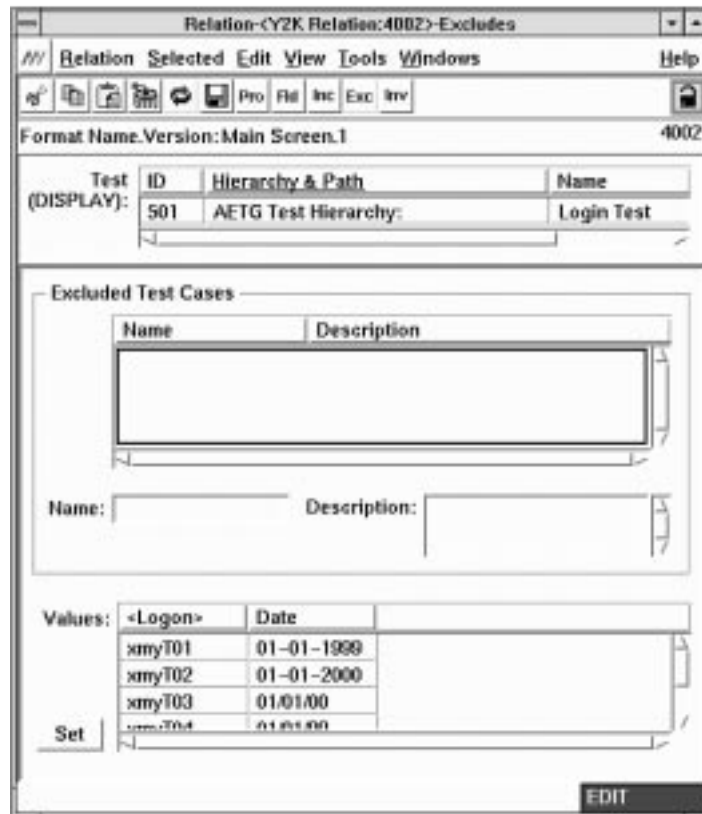 Relation-<Y2K Relation:4002>-Excludes
Relation Selected Edit View Tools Windows Help
Pro Fld Inc Exc Inv
Format Name.Version:Main Screen.1 4002
Test (DISPLAY): ID Hierarchy & Path Name
501 AETG Test Hierarchy: Login Test
Excluded Test Cases
Name Description
Name: Description:
Values: <Logon> Date
xmyT01 01-01-1999
xmyT02 01-01-2000
xmyT03 01/01/00
Set
EDIT